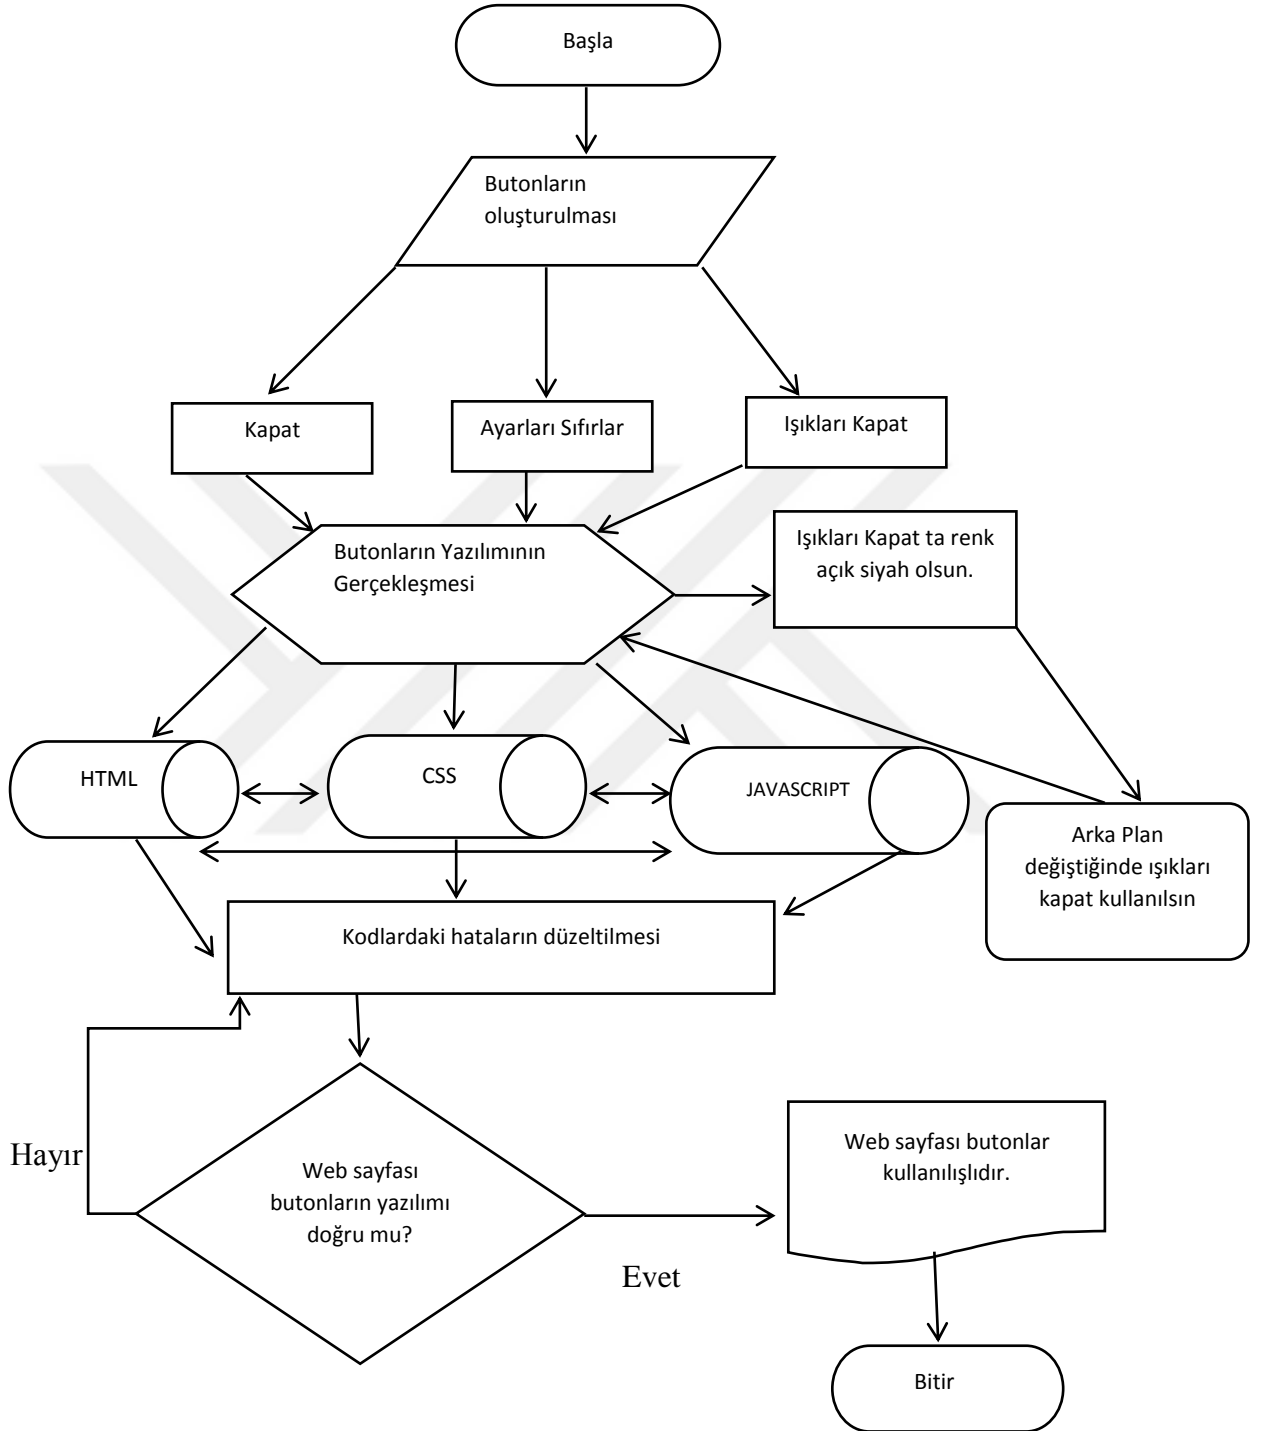 Başla
Butonların
oluşturulması
Kapat
Ayarları Sıfırlar
Işıkları Kapat
Butonların Yazılımının
Gerçekleşmesi
Işıkları Kapat ta renk
açık siyah olsun.
HTML
CSS
JAVASCRIPT
Arka Plan
değiştiğinde ışıkları
kapat kullanılsın
Kodlardaki hataların düzeltilmesi
Hayır
Web sayfası
butonların yazılımı
doğru mu?
Evet
Web sayfası butonlar
kullanılışlıdır.
Bitir